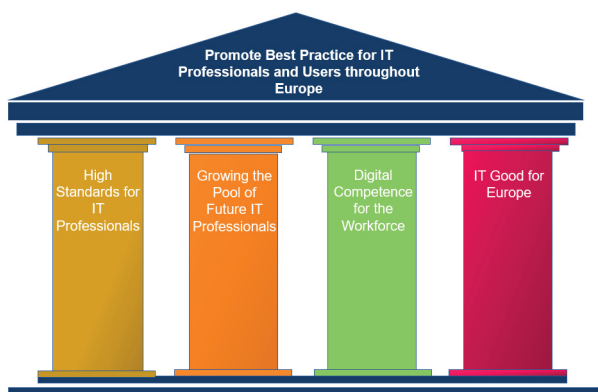 Promote Best Practice for IT
Professionals and Users throughout
Europe
High
Standards for
IT
Professionals
Growing the
Pool of
Future IT
Professionals
Digital
Competence
for the
Workforce
IT Good for
Europe